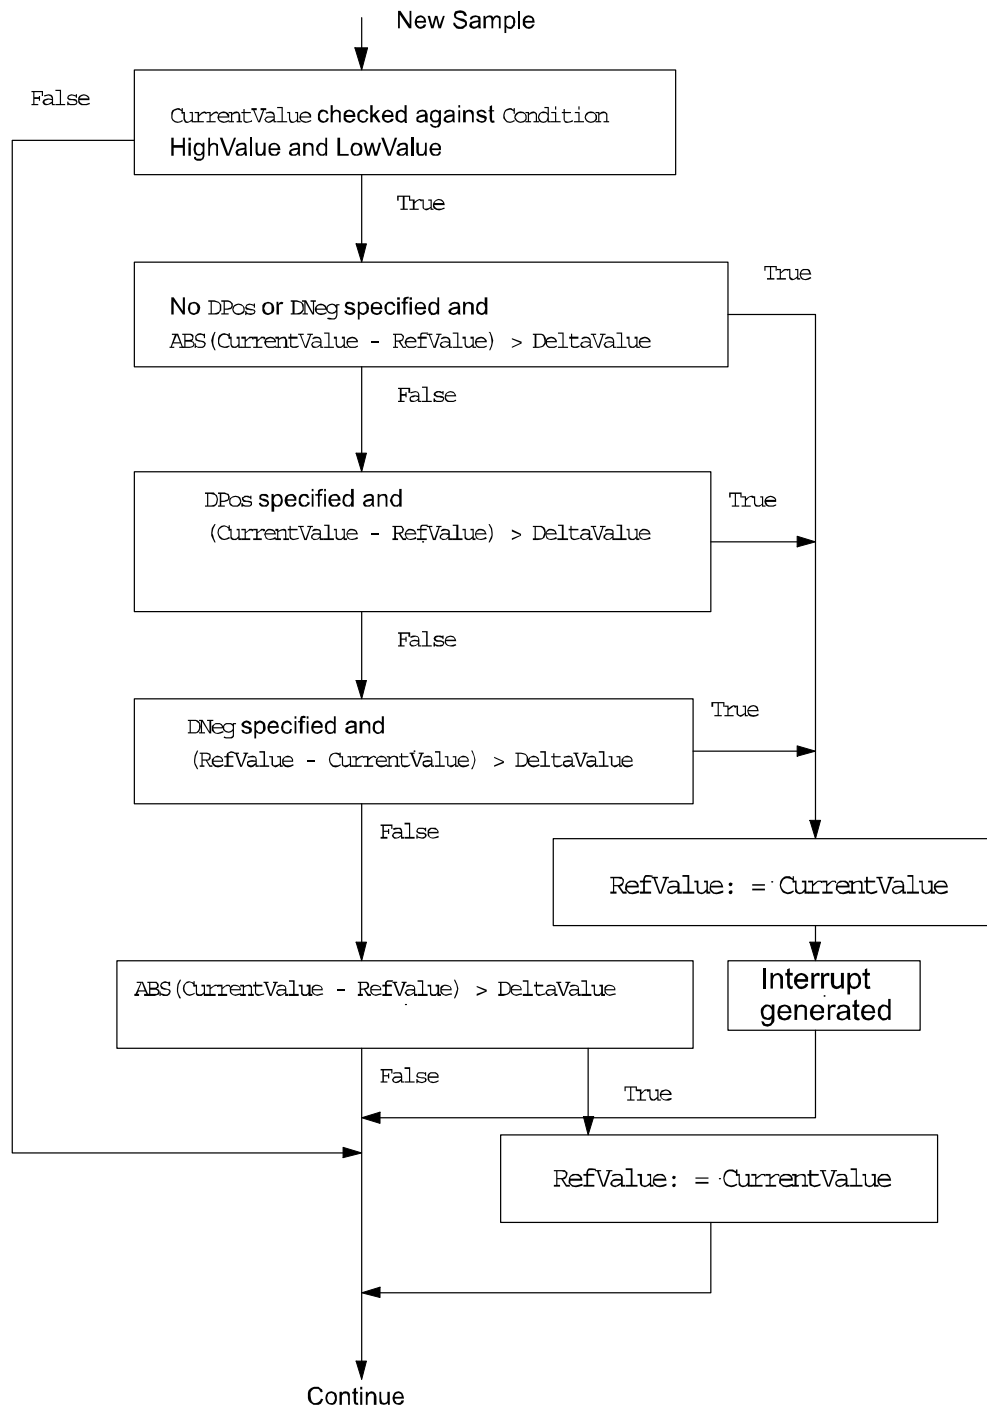 New Sample
False
CurrentValue checked against Condition
HighValue and LowValue
True
True
No DPos or DNeg specified and
ABS(CurrentValue - RefValue) > DeltaValue
False
DPos specified and
(CurrentValue - RefValue) > DeltaValue
True
False
DNeg specified and
(RefValue - CurrentValue) > DeltaValue
True
False
RefValue: = CurrentValue
ABS(CurrentValue - RefValue) > DeltaValue
Interrupt
generated
False
True
RefValue: = CurrentValue
Continue